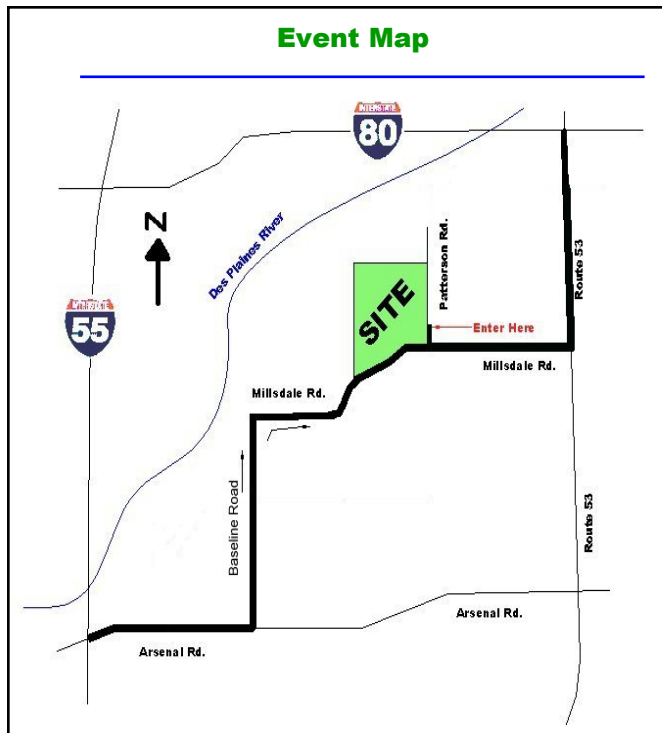 Event Map
INTERSTATE
80
N
Des Plaines River
Patterson Rd.
Route 53
INTERSTATE
55
SITE
Enter Here
Millsdale Rd.
Millsdale Rd.
Baseline Road
Route 53
Arsenal Rd.
Arsenal Rd.